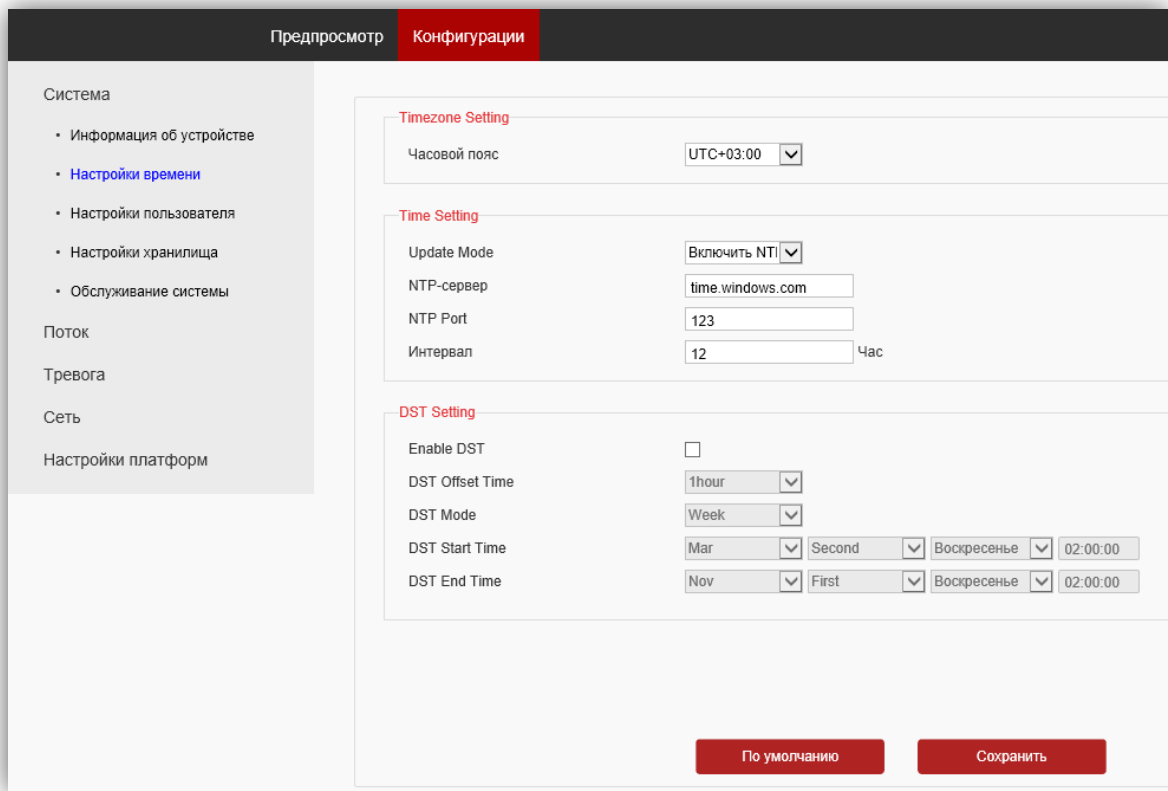 Предпросмотр Конфигурации
Система
Информация об устройстве
Настройки времени
Настройки пользователя
Настройки хранилища
Обслуживание системы
Поток
Тревога
Сеть
Настройки платформ
Timezone Setting
Часовой пояс UTC+03:00
Time Setting
Update Mode Включить NTI
NTP-сервер time.windows.com
NTP Port 123
Интервал 12 Час
DST Setting
Enable DST
DST Offset Time 1hour
DST Mode Week
DST Start Time Mar Second Воскресенье 02:00:00
DST End Time Nov First Воскресенье 02:00:00
По умолчанию Сохранить